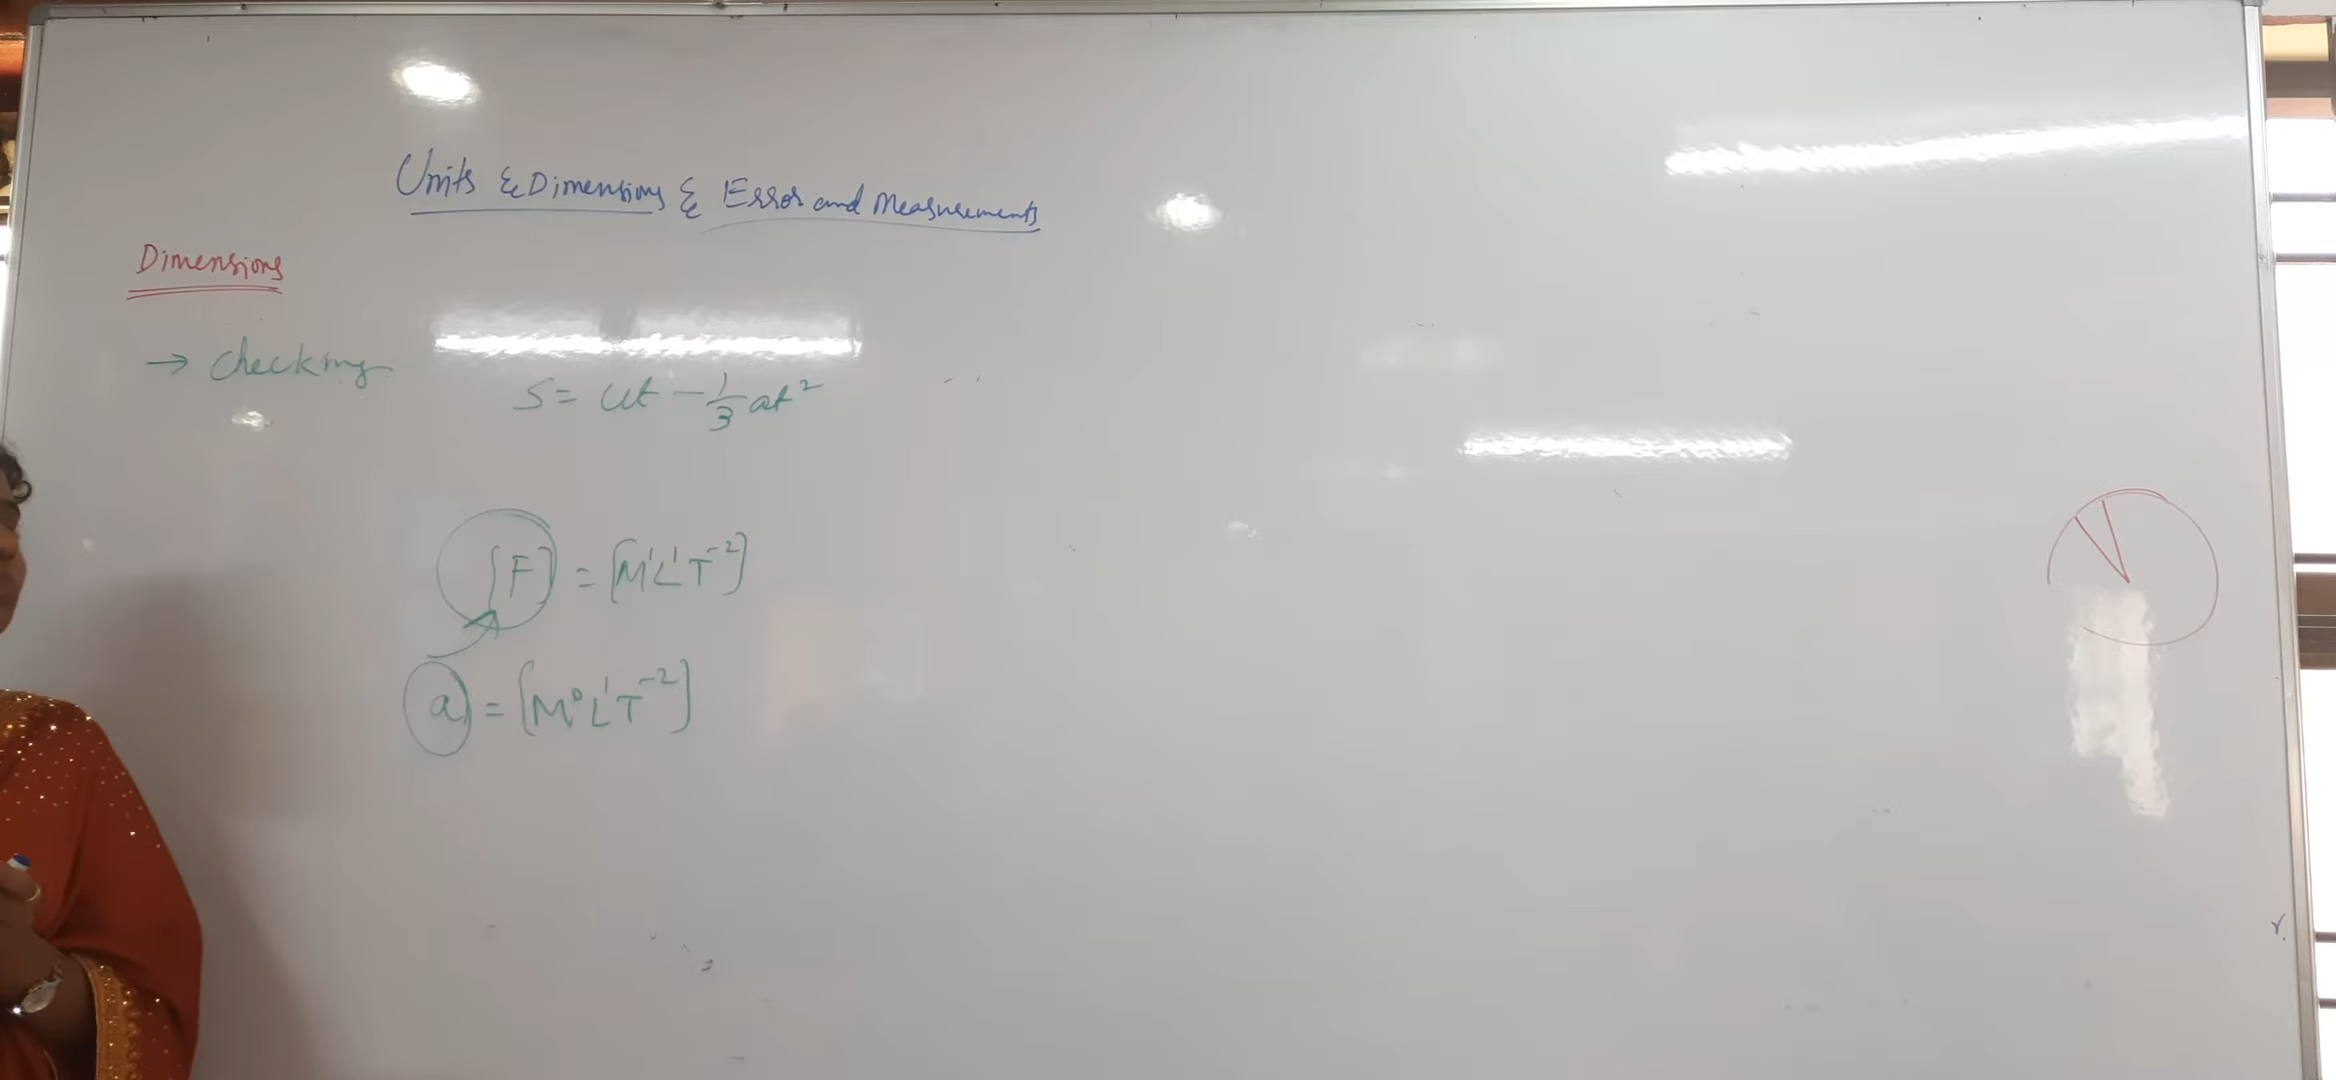 Units & Dimensions & Error and Measurements
Dimensions
→ Checking
S = ut - 1/3 at²
[F] = [M¹L¹T⁻²]
a = [M⁰L¹T⁻²]